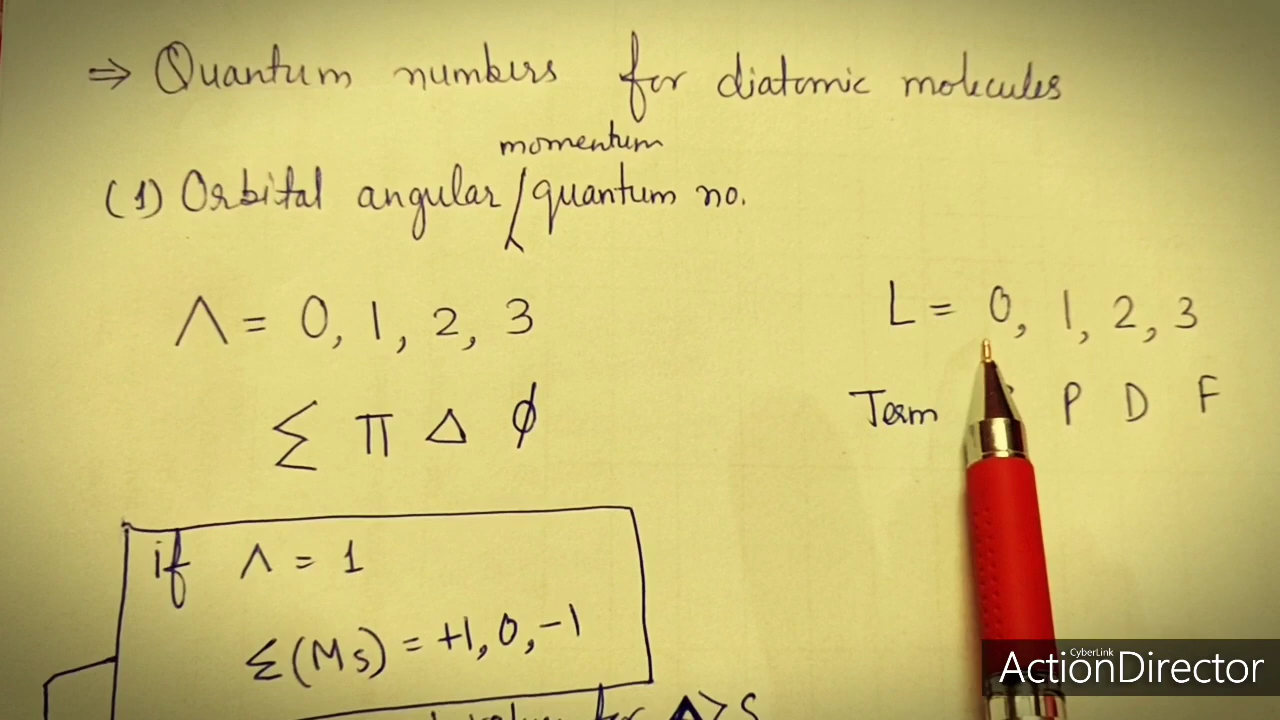 ⇒ Quantum numbers for diatomic molecules
momentum
(1) Orbital angular / quantum no.
Λ = 0, 1, 2, 3
Σ π Δ ϕ
L = 0, 1, 2, 3
Term P D F
if Λ = 1
Σ(Ms) = +1, 0, -1
for Λ > S
CyberLink
ActionDirector